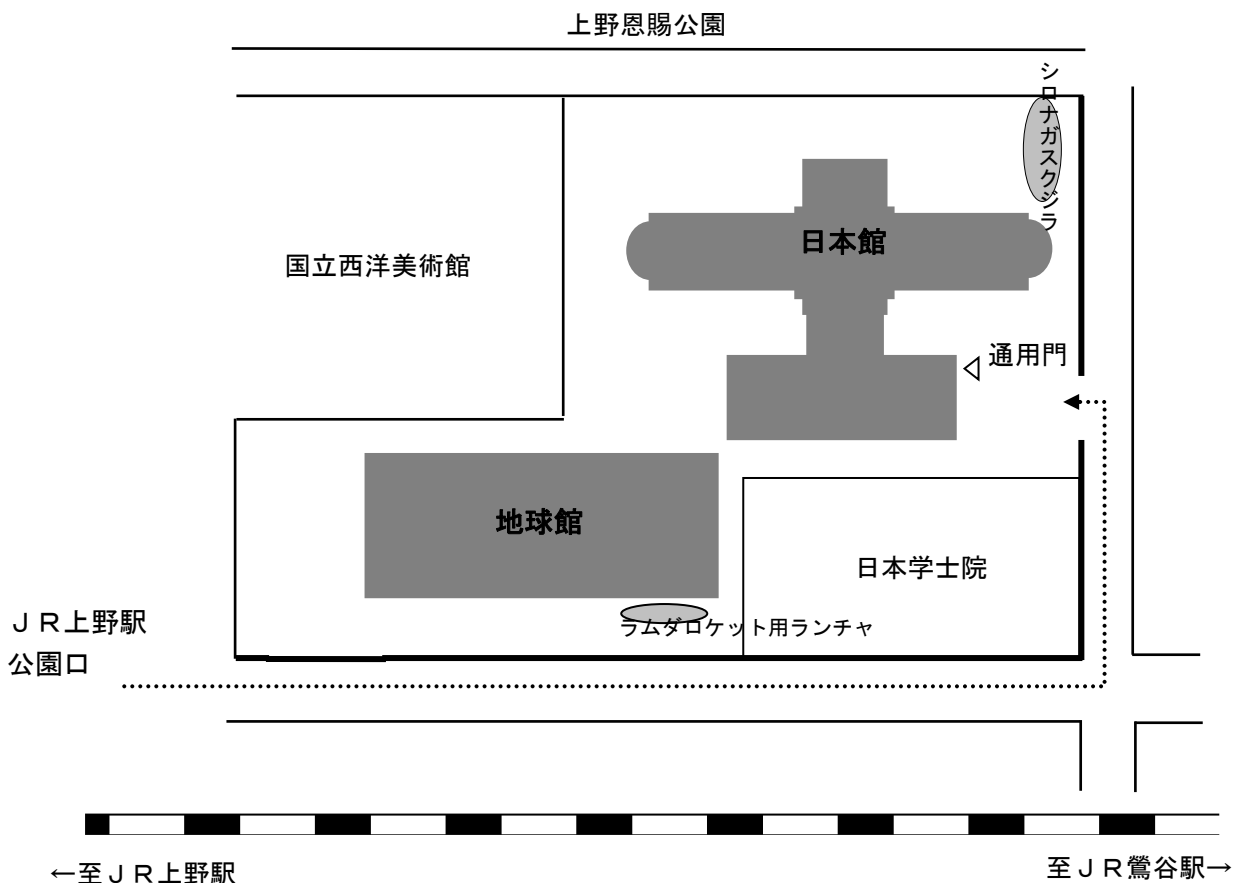 上野恩賜公園
シロナガスクジラ
日本館
国立西洋美術館
通用門
地球館
日本学士院
ＪＲ上野駅
公園口
ラムダロケット用ランチャ
←至ＪＲ上野駅
至ＪＲ鶯谷駅→